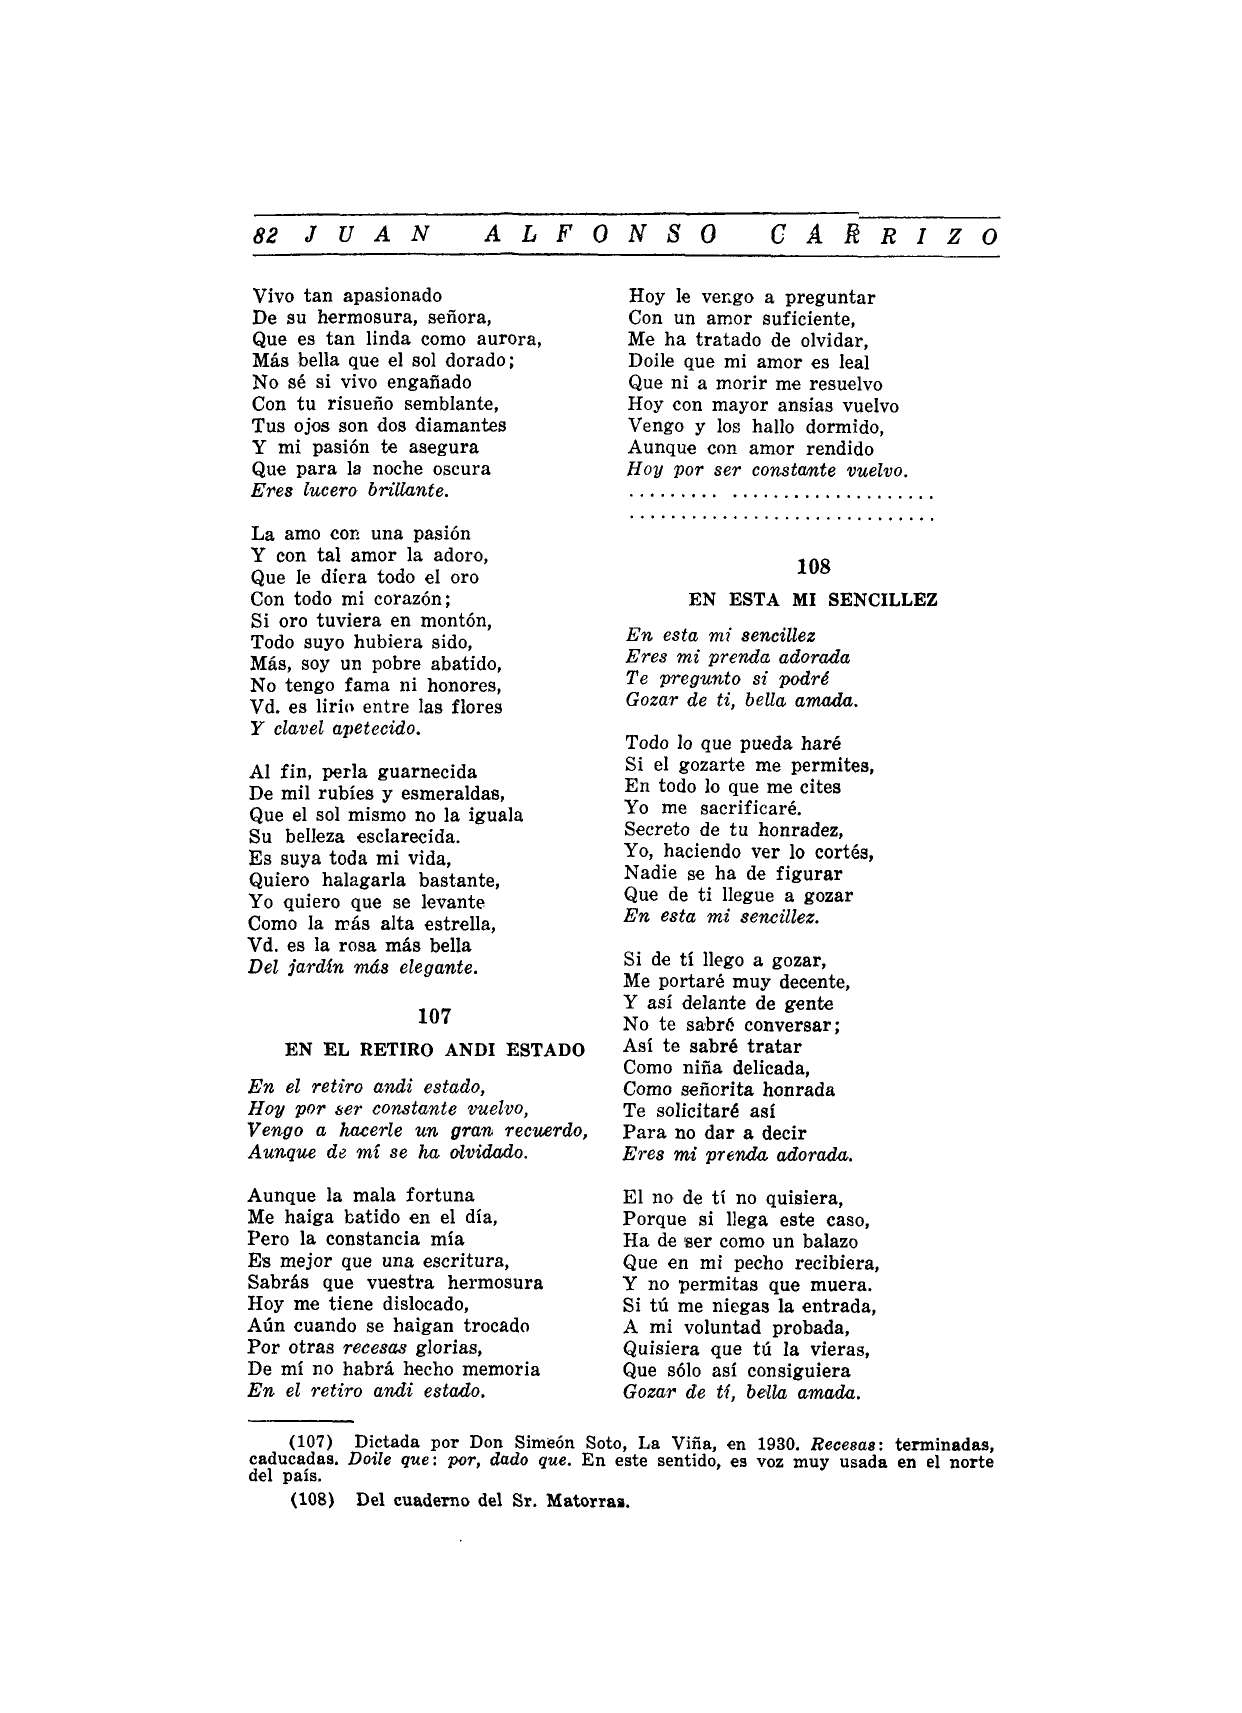 82 JUAN ALFONSO CARRIZO
Vivo tan apasionado
De su hermosura, señora,
Que es tan linda como aurora,
Más bella que el sol dorado;
No sé si vivo engañado
Con tu risueño semblante,
Tus ojos son dos diamantes
Y mi pasión te asegura
Que para la noche oscura
Eres lucero brillante.
La amo con una pasión
Y con tal amor la adoro,
Que le diera todo el oro
Con todo mi corazón;
Si oro tuviera en montón,
Todo suyo hubiera sido,
Más, soy un pobre abatido,
No tengo fama ni honores,
Vd. es lirio entre las flores
Y clavel apetecido.
Al fin, perla guarnecida
De mil rubíes y esmeraldas,
Que el sol mismo no la iguala
Su belleza esclarecida.
Es suya toda mi vida,
Quiero halagarla bastante,
Yo quiero que se levante
Como la más alta estrella,
Vd. es la rosa más bella
Del jardín más elegante.
107
EN EL RETIRO ANDI ESTADO
En el retiro andi estado,
Hoy por ser constante vuelvo,
Vengo a hacerle un gran recuerdo,
Aunque de mí se ha olvidado.
Aunque la mala fortuna
Me haiga batido en el día,
Pero la constancia mía
Es mejor que una escritura,
Sabrás que vuestra hermosura
Hoy me tiene dislocado,
Aún cuando se haigan trocado
Por otras recesas glorias,
De mí no habrá hecho memoria
En el retiro andi estado.
Hoy le vengo a preguntar
Con un amor suficiente,
Me ha tratado de olvidar,
Doile que mi amor es leal
Que ni a morir me resuelvo
Hoy con mayor ansias vuelvo
Vengo y los hallo dormido,
Aunque con amor rendido
Hoy por ser constante vuelvo.
......... ....................
..............................
108
EN ESTA MI SENCILLEZ
En esta mi sencillez
Eres mi prenda adorada
Te pregunto si podré
Gozar de ti, bella amada.
Todo lo que pueda haré
Si el gozarte me permites,
En todo lo que me cites
Yo me sacrificaré.
Secreto de tu honradez,
Yo, haciendo ver lo cortés,
Nadie se ha de figurar
Que de ti llegue a gozar
En esta mi sencillez.
Si de tí llego a gozar,
Me portaré muy decente,
Y así delante de gente
No te sabré conversar;
Así te sabré tratar
Como niña delicada,
Como señorita honrada
Te solicitaré así
Para no dar a decir
Eres mi prenda adorada.
El no de tí no quisiera,
Porque si llega este caso,
Ha de ser como un balazo
Que en mi pecho recibiera,
Y no permitas que muera.
Si tú me niegas la entrada,
A mi voluntad probada,
Quisiera que tú la vieras,
Que sólo así consiguiera
Gozar de tí, bella amada.
(107) Dictada por Don Simeón Soto, La Viña, en 1930. Recesas: terminadas,
caducadas. Doile que: por, dado que. En este sentido, es voz muy usada en el norte
del país.
(108) Del cuaderno del Sr. Matorras.